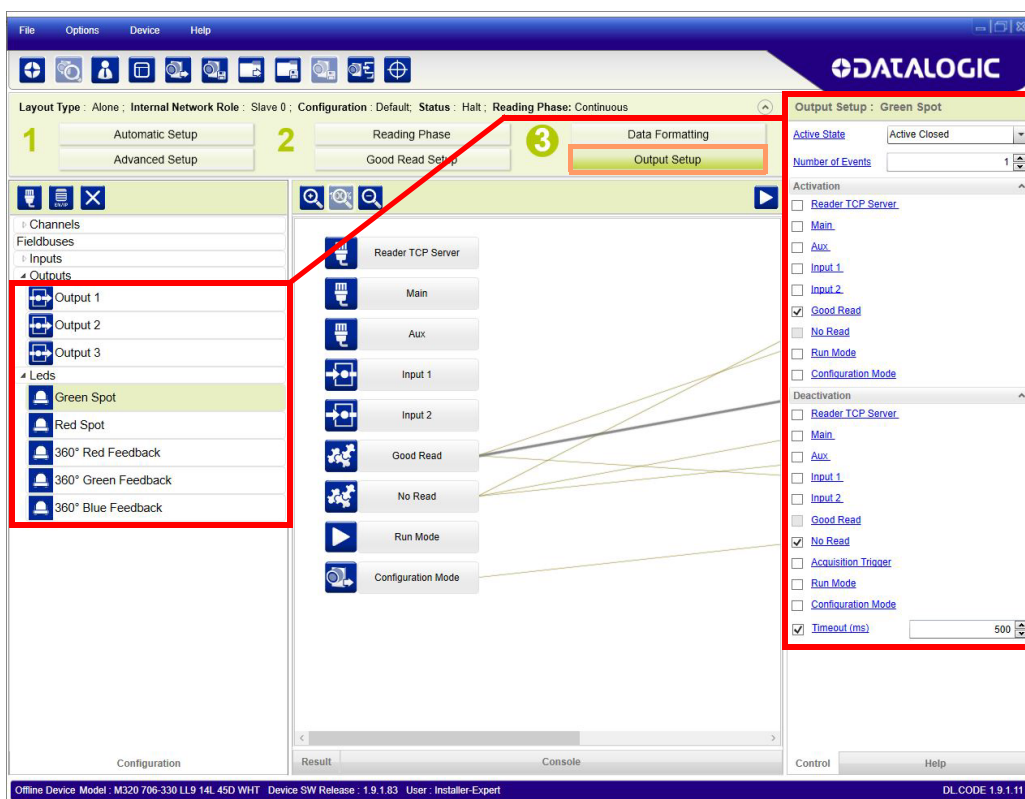 File Options Device Help
DATALOGIC
Layout Type : Alone ; Internal Network Role : Slave 0 ; Configuration : Default; Status : Halt ; Reading Phase: Continuous
1 Automatic Setup
Advanced Setup
2 Reading Phase
Good Read Setup
3 Data Formatting
Output Setup
EN/IP
Channels
Fieldbuses
Inputs
Outputs
Output 1
Output 2
Output 3
Leds
Green Spot
Red Spot
360° Red Feedback
360° Green Feedback
360° Blue Feedback
Configuration
Reader TCP Server
Main
Aux
Input 1
Input 2
Good Read
No Read
Run Mode
Configuration Mode
Result Console
Output Setup : Green Spot
Active State Active Closed
Number of Events 1
Activation
Reader TCP Server
Main
Aux
Input 1
Input 2
Good Read
No Read
Run Mode
Configuration Mode
Deactivation
Reader TCP Server
Main
Aux
Input 1
Input 2
Good Read
No Read
Acquisition Trigger
Run Mode
Configuration Mode
Timeout (ms) 500
Control Help
Offline Device Model : M320 706-330 LL9 14L 45D WHT Device SW Release : 1.9.1.83 User : Installer-Expert DL.CODE 1.9.1.11